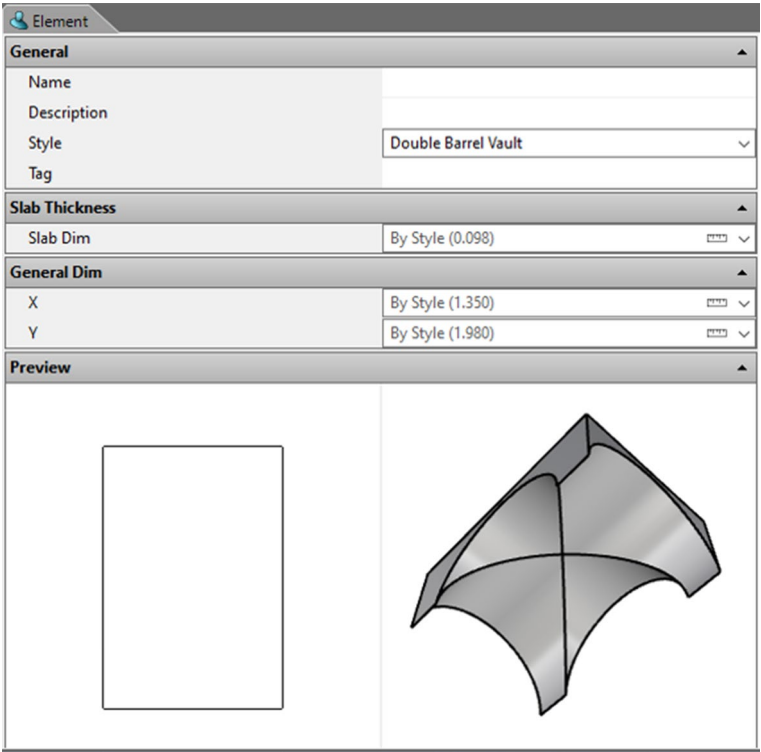 Element
General
Name
Description
Style Double Barrel Vault
Tag
Slab Thickness
Slab Dim By Style (0.098)
General Dim
X By Style (1.350)
Y By Style (1.980)
Preview